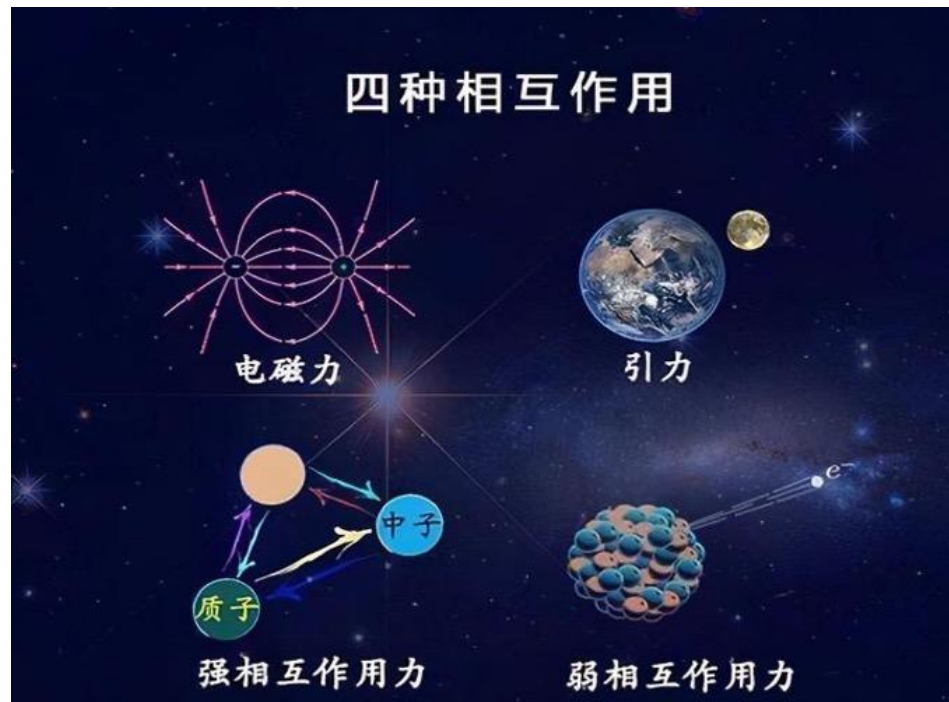 四种相互作用
电磁力
引力
e-
中子
质子
强相互作用力
弱相互作用力